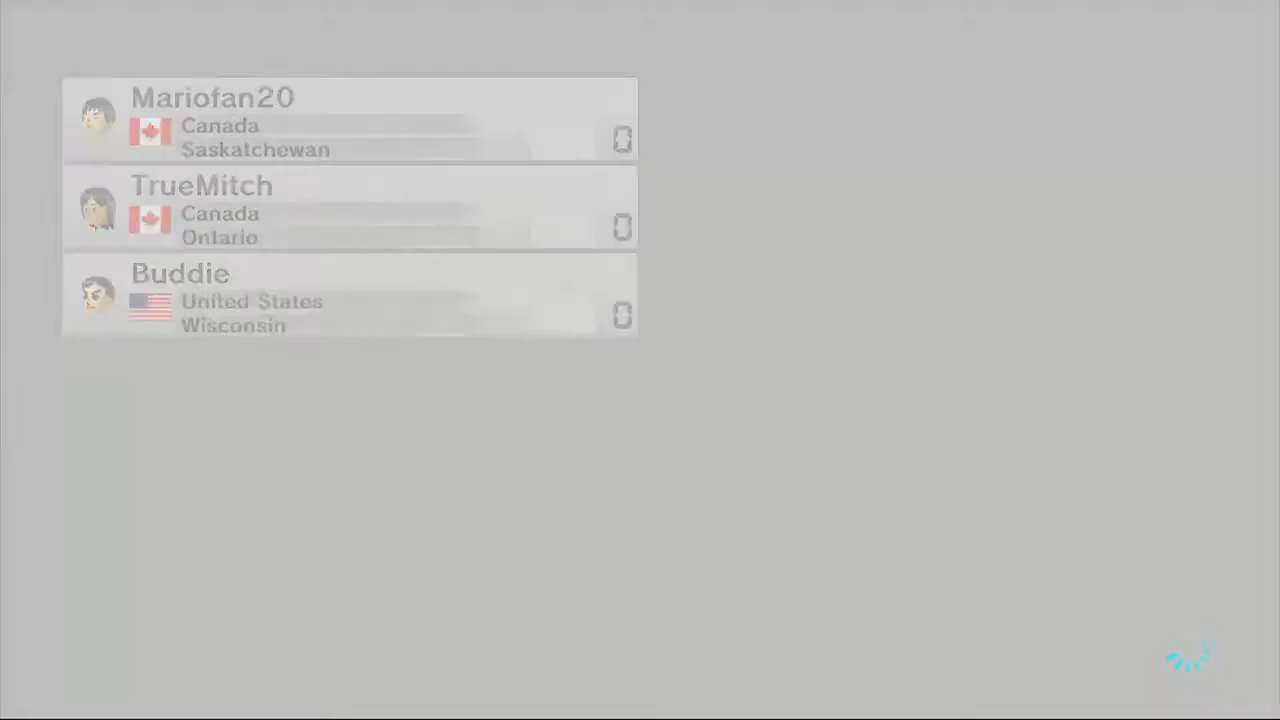 Mariofan20
Canada
Saskatchewan
0
TrueMitch
Canada
Ontario
0
Buddie
United States
Wisconsin
0